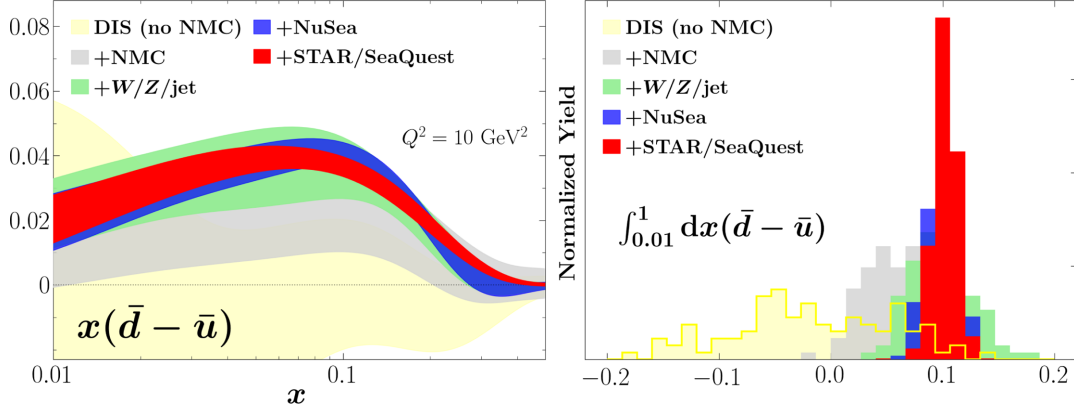 0.08
0.06
0.04
0.02
0
DIS (no NMC)
+NMC
+W/Z/jet
+NuSea
+STAR/SeaQuest
Q² = 10 GeV²
x(d̄ − ū)
0.01
0.1
x
Normalized Yield
DIS (no NMC)
+NMC
+W/Z/jet
+NuSea
+STAR/SeaQuest
∫₀.₀₁¹ dx(d̄ − ū)
−0.2
−0.1
0.0
0.1
0.2